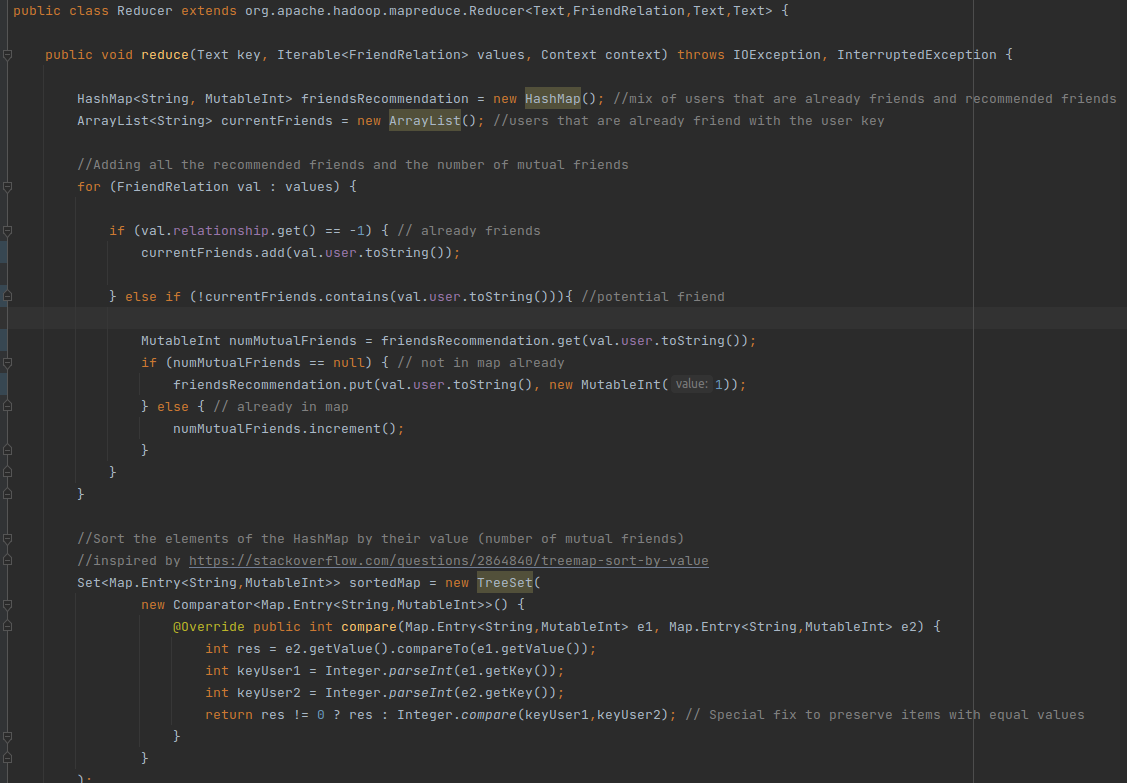 public class Reducer extends org.apache.hadoop.mapreduce.Reducer<Text,FriendRelation,Text,Text> {
public void reduce(Text key, Iterable<FriendRelation> values, Context context) throws IOException, InterruptedException {
HashMap<String, MutableInt> friendsRecommendation = new HashMap(); //mix of users that are already friends and recommended friends
ArrayList<String> currentFriends = new ArrayList(); //users that are already friend with the user key
//Adding all the recommended friends and the number of mutual friends
for (FriendRelation val : values) {
if (val.relationship.get() == -1) { // already friends
currentFriends.add(val.user.toString());
} else if (!currentFriends.contains(val.user.toString())){ //potential friend
MutableInt numMutualFriends = friendsRecommendation.get(val.user.toString());
if (numMutualFriends == null) { // not in map already
friendsRecommendation.put(val.user.toString(), new MutableInt( value: 1));
} else { // already in map
numMutualFriends.increment();
}
}
}
//Sort the elements of the HashMap by their value (number of mutual friends)
//inspired by https://stackoverflow.com/questions/2864840/treemap-sort-by-value
Set<Map.Entry<String,MutableInt>> sortedMap = new TreeSet(
new Comparator<Map.Entry<String,MutableInt>>() {
@Override public int compare(Map.Entry<String,MutableInt> e1, Map.Entry<String,MutableInt> e2) {
int res = e2.getValue().compareTo(e1.getValue());
int keyUser1 = Integer.parseInt(e1.getKey());
int keyUser2 = Integer.parseInt(e2.getKey());
return res != 0 ? res : Integer.compare(keyUser1,keyUser2); // Special fix to preserve items with equal values
}
}
);